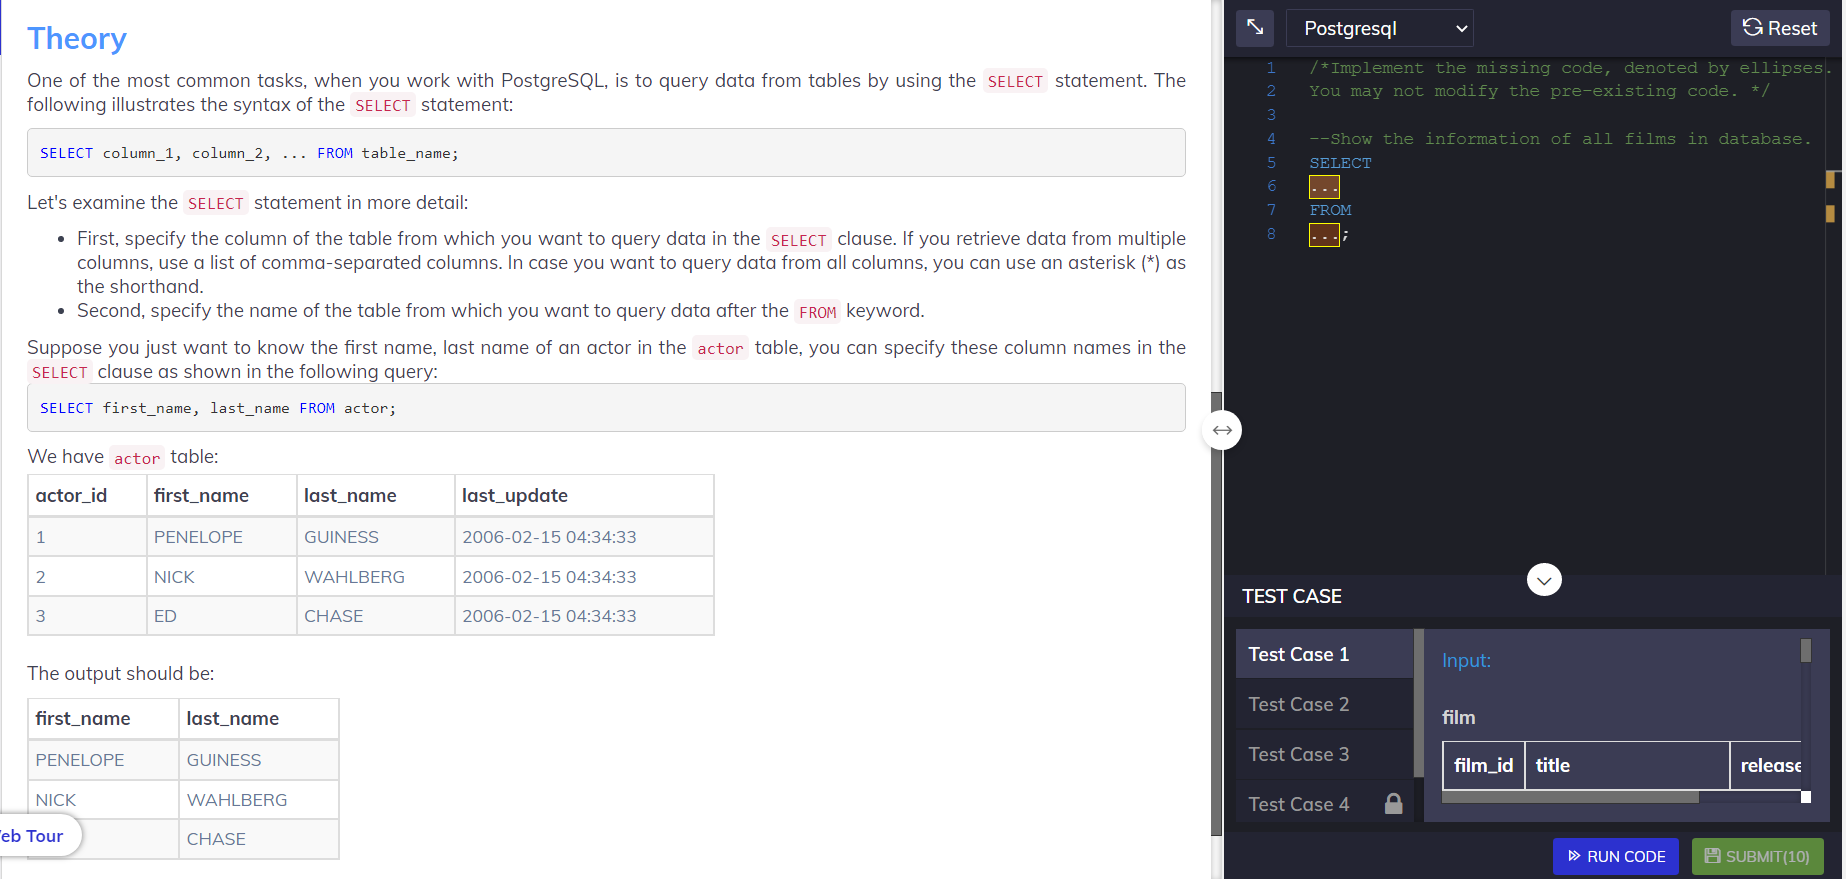 Theory
One of the most common tasks, when you work with PostgreSQL, is to query data from tables by using the SELECT statement. The
following illustrates the syntax of the SELECT statement:
SELECT column_1, column_2, ... FROM table_name;
Let's examine the SELECT statement in more detail:
• First, specify the column of the table from which you want to query data in the SELECT clause. If you retrieve data from multiple
columns, use a list of comma-separated columns. In case you want to query data from all columns, you can use an asterisk (*) as
the shorthand.
• Second, specify the name of the table from which you want to query data after the FROM keyword.
Suppose you just want to know the first name, last name of an actor in the actor table, you can specify these column names in the
SELECT clause as shown in the following query:
SELECT first_name, last_name FROM actor;
We have actor table:
actor_id first_name last_name last_update
1 PENELOPE GUINESS 2006-02-15 04:34:33
2 NICK WAHLBERG 2006-02-15 04:34:33
3 ED CHASE 2006-02-15 04:34:33
The output should be:
first_name last_name
PENELOPE GUINESS
NICK WAHLBERG
CHASE
eb Tour
Postgresql
Reset
1 /*Implement the missing code, denoted by ellipses.
2 You may not modify the pre-existing code. */
3
4 --Show the information of all films in database.
5 SELECT
6 ...
7 FROM
8 ...;
TEST CASE
Test Case 1
Test Case 2
Test Case 3
Test Case 4
Input:
film
film_id title release
RUN CODE
SUBMIT(10)